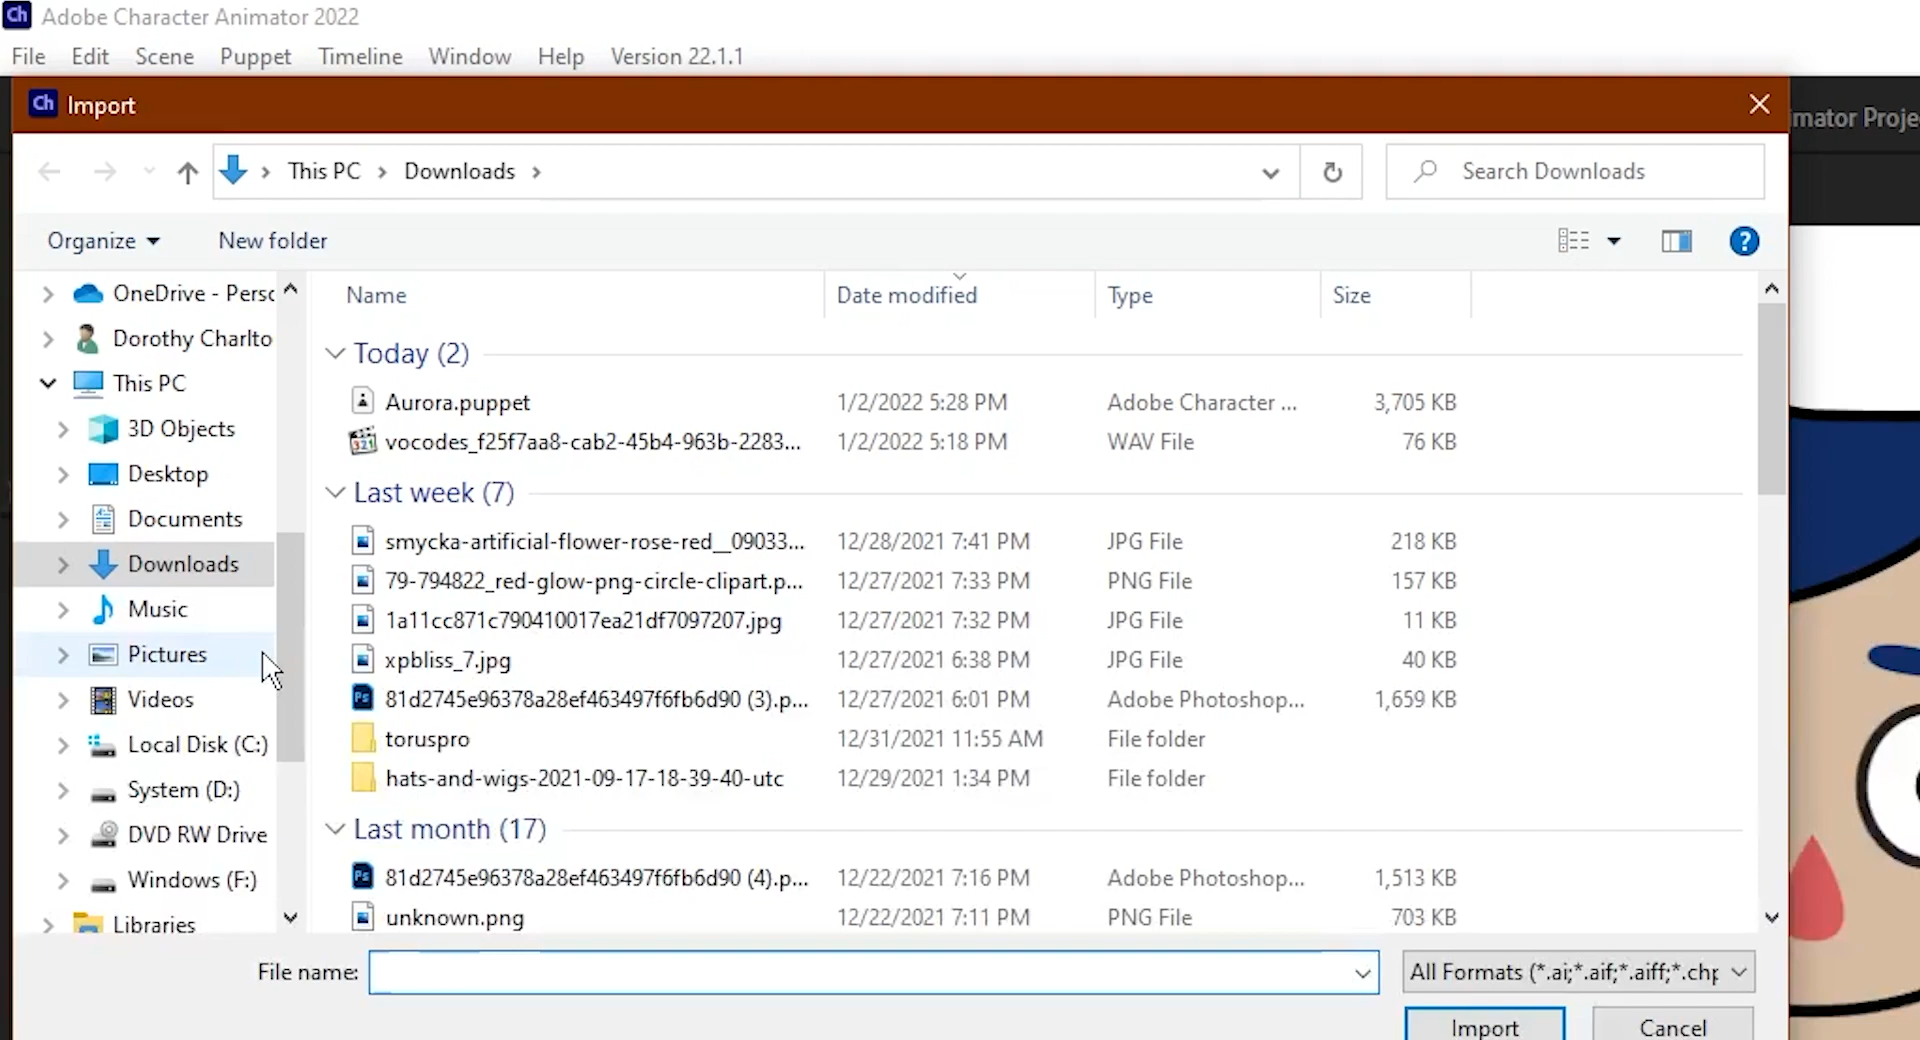 Ch Adobe Character Animator 2022
File Edit Scene Puppet Timeline Window Help Version 22.1.1
Ch Import
This PC Downloads
Search Downloads
Organize New folder
Name Date modified Type Size
OneDrive - Persc
Dorothy Charlto
This PC
3D Objects
Desktop
Documents
Downloads
Music
Pictures
Videos
Local Disk (C:)
System (D:)
DVD RW Drive
Windows (F:)
Libraries
Today (2)
Aurora.puppet 1/2/2022 5:28 PM Adobe Character ... 3,705 KB
vocodes_f25f7aa8-cab2-45b4-963b-2283... 1/2/2022 5:18 PM WAV File 76 KB
Last week (7)
smycka-artificial-flower-rose-red__09033... 12/28/2021 7:41 PM JPG File 218 KB
79-794822_red-glow-png-circle-clipart.p... 12/27/2021 7:33 PM PNG File 157 KB
1a11cc871c790410017ea21df7097207.jpg 12/27/2021 7:32 PM JPG File 11 KB
xpbliss_7.jpg 12/27/2021 6:38 PM JPG File 40 KB
81d2745e96378a28ef463497f6fb6d90 (3).p... 12/27/2021 6:01 PM Adobe Photoshop... 1,659 KB
toruspro 12/31/2021 11:55 AM File folder
hats-and-wigs-2021-09-17-18-39-40-utc 12/29/2021 1:34 PM File folder
Last month (17)
81d2745e96378a28ef463497f6fb6d90 (4).p... 12/22/2021 7:16 PM Adobe Photoshop... 1,513 KB
unknown.png 12/22/2021 7:11 PM PNG File 703 KB
File name:
All Formats (*.ai;*.aif;*.aiff;*.chp
Import Cancel
mator Proje